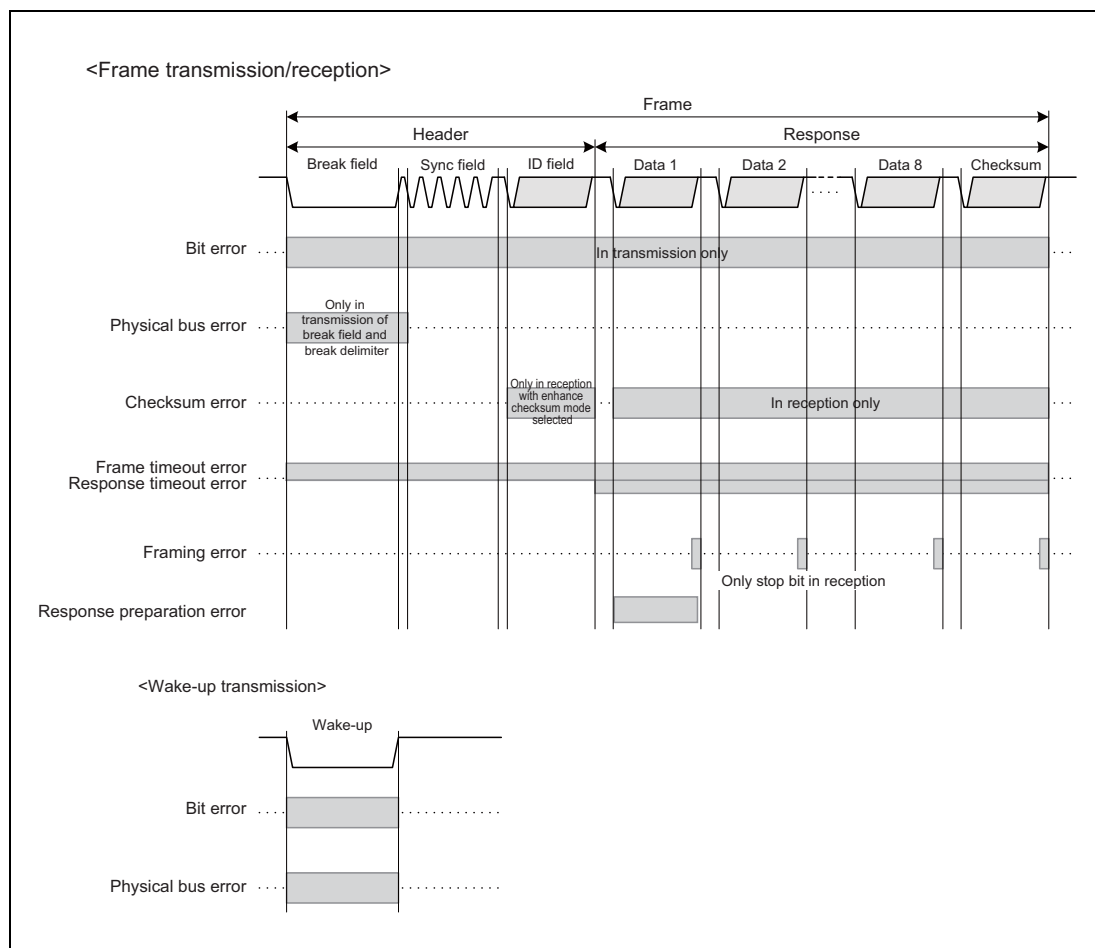 <Frame transmission/reception>
Frame
Header
Response
Break field
Sync field
ID field
Data 1
Data 2
Data 8
Checksum
Bit error
In transmission only
Physical bus error
Only in
transmission of
break field and
break delimiter
Checksum error
Only in reception
with enhance
checksum mode
selected
In reception only
Frame timeout error
Response timeout error
Framing error
Only stop bit in reception
Response preparation error
<Wake-up transmission>
Wake-up
Bit error
Physical bus error